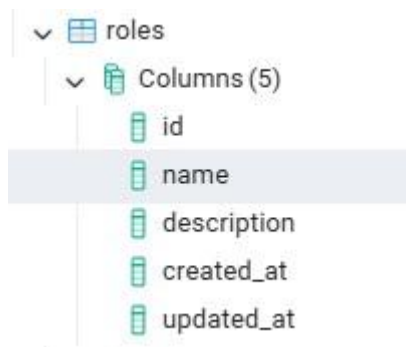 roles
Columns (5)
id
name
description
created_at
updated_at